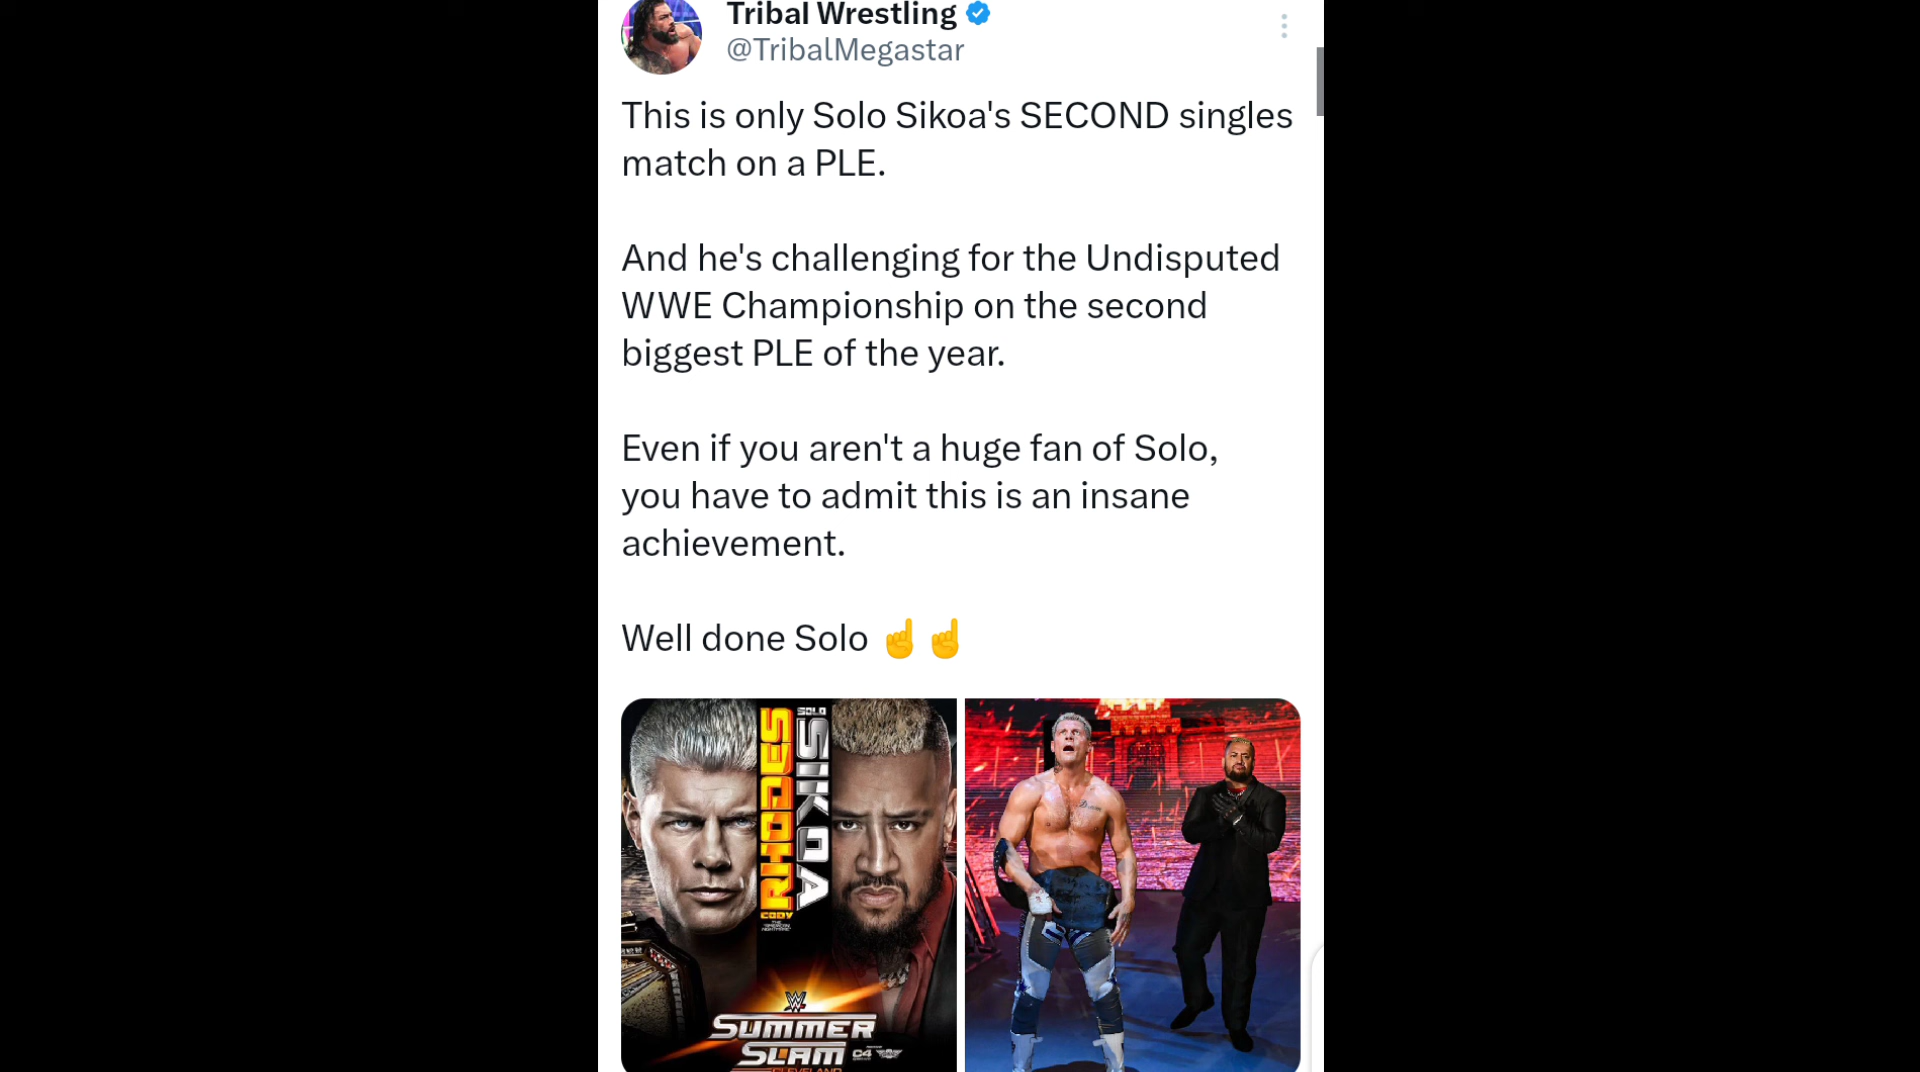 Tribal Wrestling
@TribalMegastar
This is only Solo Sikoa's SECOND singles
match on a PLE.
And he's challenging for the Undisputed
WWE Championship on the second
biggest PLE of the year.
Even if you aren't a huge fan of Solo,
you have to admit this is an insane
achievement.
Well done Solo ☝️☝️
CODY
RHODES
SOLO
SIKOA
W
SUMMER
SLAM
C4
CLEVELAND